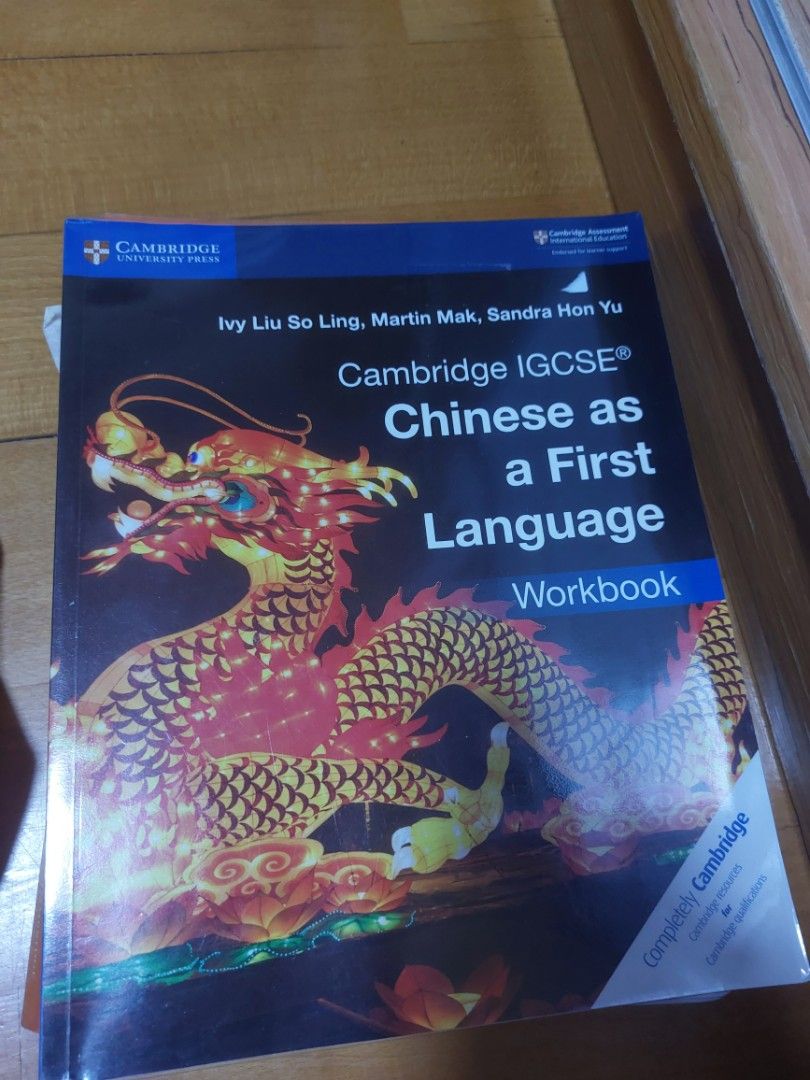 CAMBRIDGE
UNIVERSITY PRESS
Cambridge Assessment
International Education
Endorsed for learner support
Ivy Liu So Ling, Martin Mak, Sandra Hon Yu
Cambridge IGCSE®
Chinese as
a First
Language
Workbook
Completely Cambridge
Cambridge resources
for
Cambridge qualifications